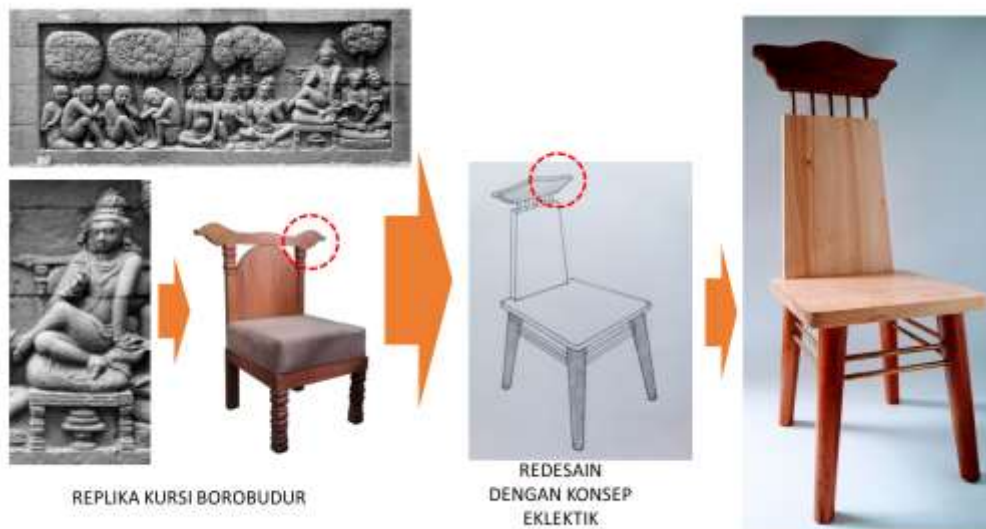 REPLIKA KURSI BOROBUDUR
REDESAIN
DENGAN KONSEP
EKLEKTIK